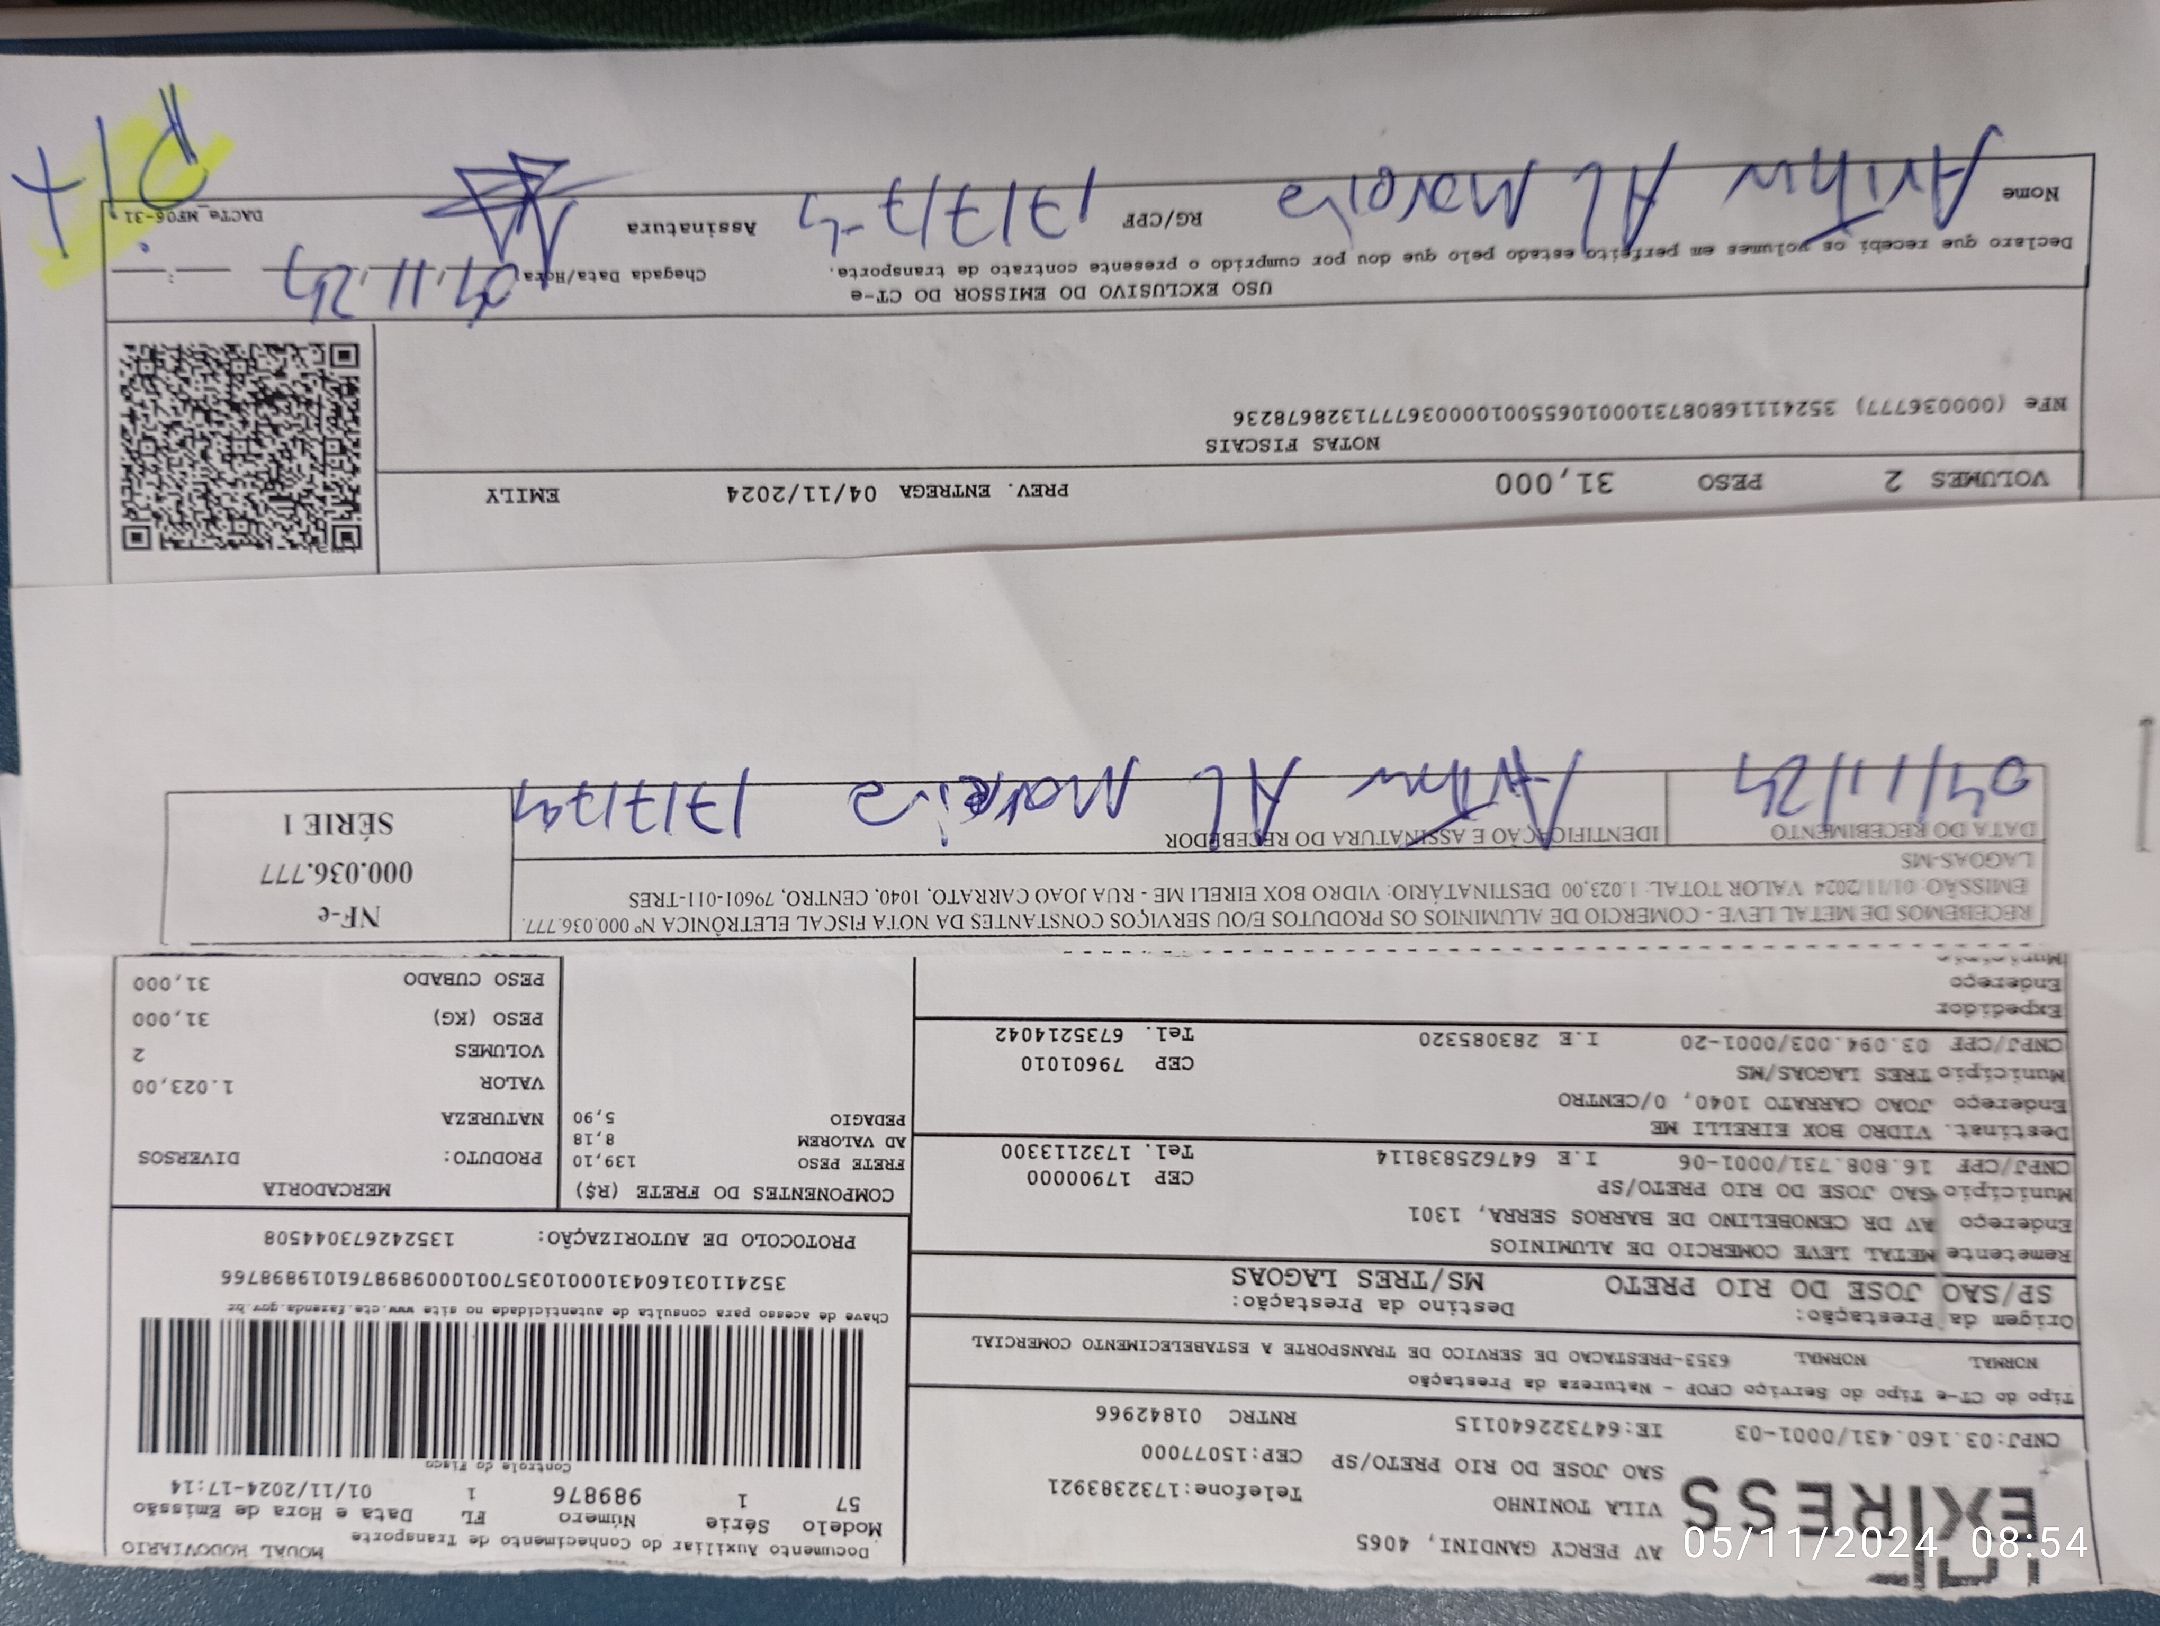 AV PERCY GANDINI, 4065
VILA TONINHO
SAO JOSE DO RIO PRETO/SP
Telefone:1732383921
CEP:15077000
EXPRESS
CNPJ:03.160.431/0001-03 IE:647322640115 RNTRC 01842966
Tipo do CT-e Tipo do Serviço CFOP - Natureza da Prestação
NORMAL NORMAL 6353-PRESTACAO DE SERVICO DE TRANSPORTE A ESTABELECIMENTO COMERCIAL
Origem da Prestação: Destino da Prestação:
SP/SAO JOSE DO RIO PRETO MS/TRES LAGOAS
Remetente METAL LEVE COMERCIO DE ALUMINIOS
Endereço AV DR CENOBELINO DE BARROS SERRA, 1301
Município SAO JOSE DO RIO PRETO/SP CEP 17900000
CNPJ/CPF 16.808.731/0001-06 I.E 647625838114 Tel. 1732113300
Destinat. VIDRO BOX EIRELLI ME
Endereço JOAO CARRATO 1040, 0/CENTRO
Município TRES LAGOAS/MS CEP 79601010
CNPJ/CPF 03.094.003/0001-20 I.E 283085320 Tel. 6735214042
Expedidor
Endereço
Município
Documento Auxiliar do Conhecimento de Transporte MODAL RODOVIARIO
Modelo Série Número FL Data e Hora de Emissão
57 1 989876 1 01/11/2024-17:14
Controle do Fisco
Chave de acesso para consulta de autenticidade no site www.cte.fazenda.gov.br
35241103160431000103570010009898761019898766
PROTOCOLO DE AUTORIZAÇÃO: 135242673044508
COMPONENTES DO FRETE (R$)
FRETE PESO 139,10
AD VALOREM 8,18
PEDAGIO 5,90
MERCADORIA
PRODUTO: DIVERSOS
NATUREZA
VALOR 1.023,00
VOLUMES 2
PESO (KG) 31,000
PESO CUBADO 31,000
RECEBEMOS DE METAL LEVE - COMERCIO DE ALUMINIOS OS PRODUTOS E/OU SERVIÇOS CONSTANTES DA NOTA FISCAL ELETRÔNICA Nº 000.036.777.
EMISSÃO: 01/11/2024 VALOR TOTAL: 1.023,00 DESTINATÁRIO: VIDRO BOX EIRELI ME - RUA JOAO CARRATO, 1040, CENTRO, 79601-011-TRES
LAGOAS-MS
DATA DO RECEBIMENTO IDENTIFICAÇÃO E ASSINATURA DO RECEBEDOR
04/11/24 Arthur AL Moreira
NF-e
000.036.777
SÉRIE 1
VOLUMES 2 PESO 31,000 PREV. ENTREGA 04/11/2024 EMILY
NOTAS FISCAIS
NFe (000036777) 35241116808731000106550010000367771328678236
USO EXCLUSIVO DO EMISSOR DO CT-e
Declaro que recebi os volumes em perfeito estado pelo que dou por cumprido o presente contrato de transporte.
Chegada Data/Hora 04.11.24
Nome Arthur AL Moreira RG/CPF Assinatura
DACTe_MF06-31
05/11/2024 08:54